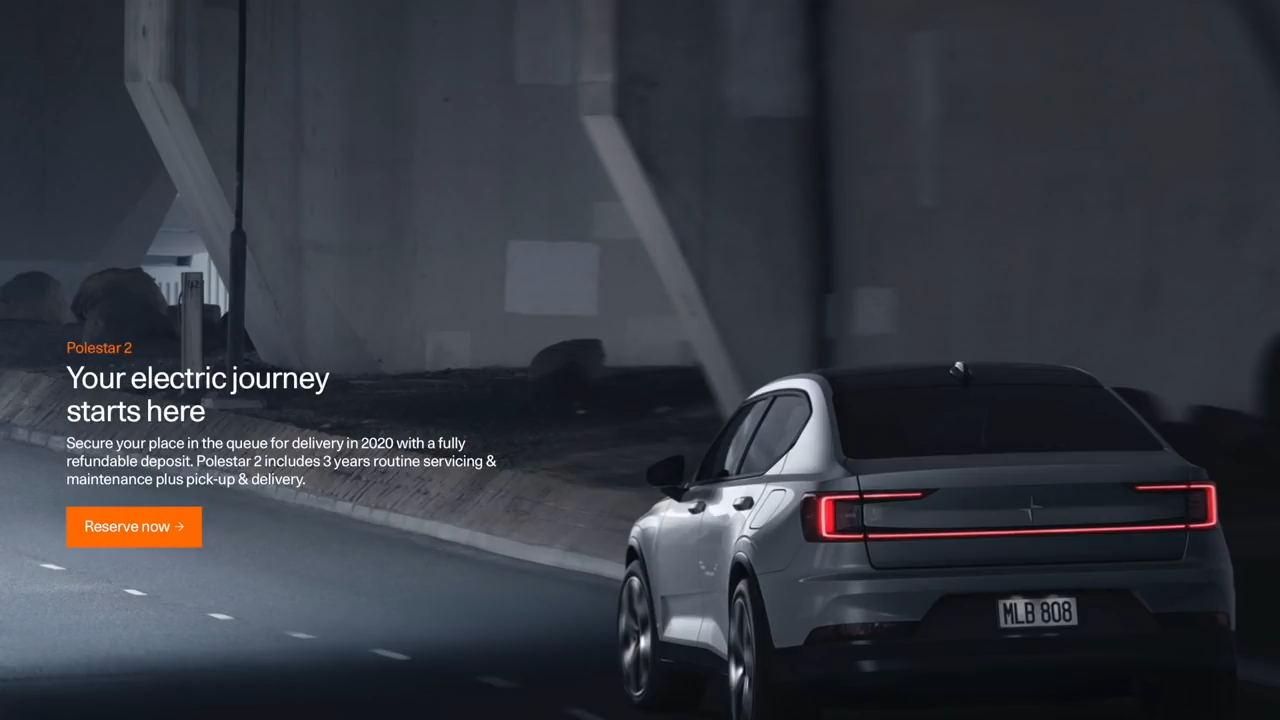 Polestar 2
Your electric journey
starts here
Secure your place in the queue for delivery in 2020 with a fully
refundable deposit. Polestar 2 includes 3 years routine servicing &
maintenance plus pick-up & delivery.
Reserve now →
MLB 808